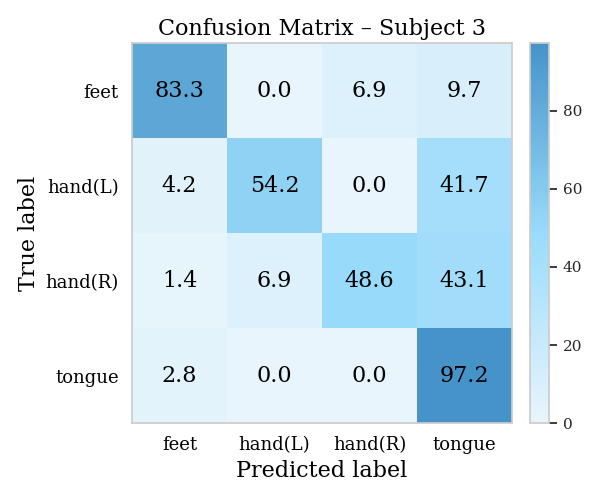 Confusion Matrix – Subject 3
feet 83.3 0.0 6.9 9.7
hand(L) 4.2 54.2 0.0 41.7
hand(R) 1.4 6.9 48.6 43.1
tongue 2.8 0.0 0.0 97.2
feet hand(L) hand(R) tongue
Predicted label
True label
80
60
40
20
0